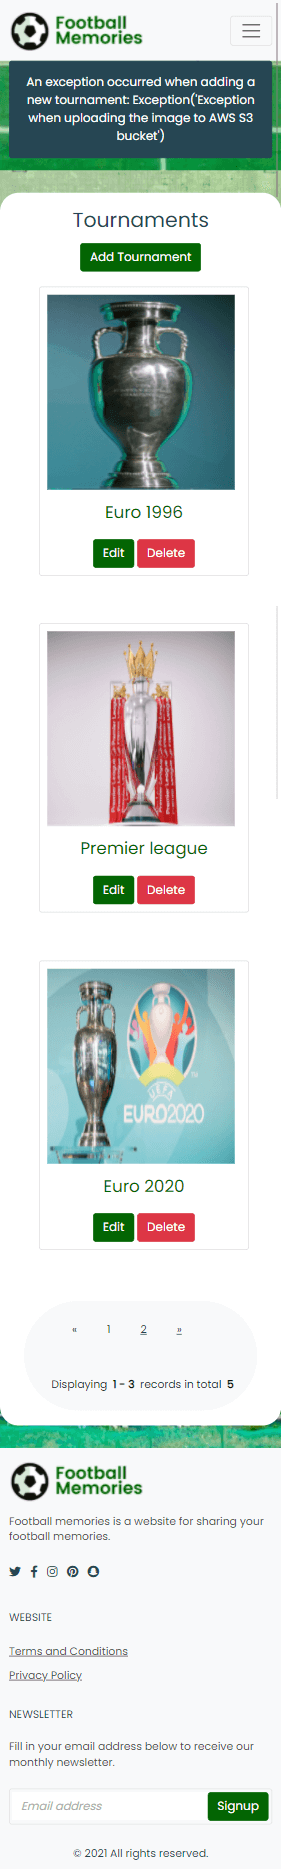 Football
Memories
An exception occurred when adding a
new tournament: Exception('Exception
when uploading the image to AWS S3
bucket')
Tournaments
Add Tournament
Euro 1996
Edit Delete
Premier league
Edit Delete
UEFA
EURO2020
Euro 2020
Edit Delete
« 1 2 »
Displaying 1 - 3 records in total 5
Football
Memories
Football memories is a website for sharing your
football memories.
WEBSITE
Terms and Conditions
Privacy Policy
NEWSLETTER
Fill in your email address below to receive our
monthly newsletter.
Email address Signup
© 2021 All rights reserved.